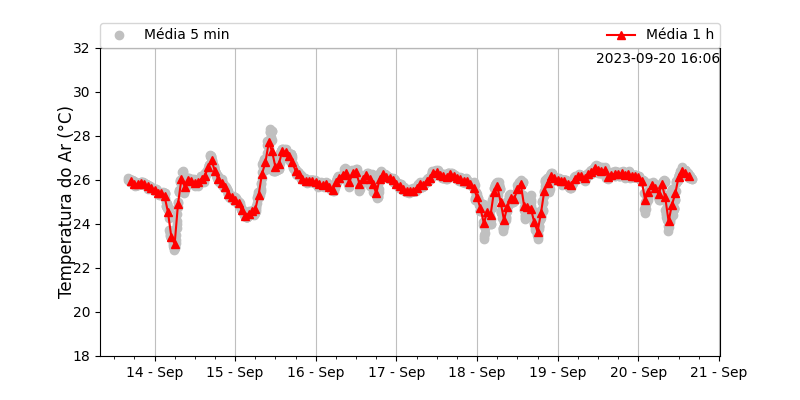 Média 5 min
Média 1 h
2023-09-20 16:06
Temperatura do Ar (°C)
32
30
28
26
24
22
20
18
14 - Sep
15 - Sep
16 - Sep
17 - Sep
18 - Sep
19 - Sep
20 - Sep
21 - Sep